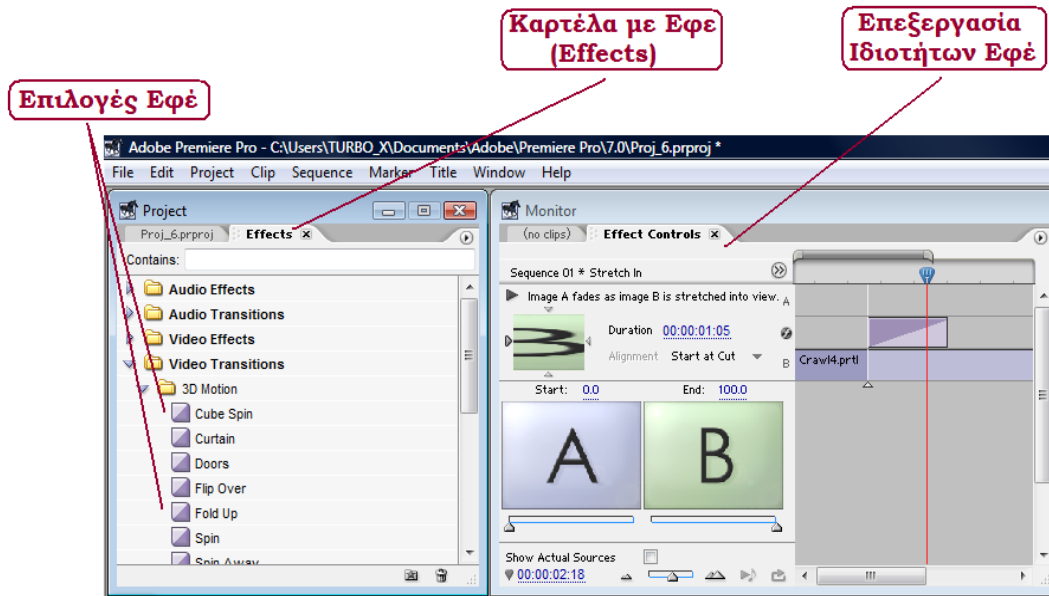 Καρτέλα με Εφε
(Effects)
Επεξεργασία
Ιδιοτήτων Εφέ
Επιλογές Εφέ
Adobe Premiere Pro - C:\Users\TURBO_X\Documents\Adobe\Premiere Pro\7.0\Proj_6.prproj *
File Edit Project Clip Sequence Marker Title Window Help
Project
Proj_6.prproj Effects
Contains:
Audio Effects
Audio Transitions
Video Effects
Video Transitions
3D Motion
Cube Spin
Curtain
Doors
Flip Over
Fold Up
Spin
Spin Away
Monitor
(no clips) Effect Controls
Sequence 01 * Stretch In
Image A fades as image B is stretched into view.
A
Duration 00:00:01:05
Alignment Start at Cut
B
Crawl4.prtl
Start: 0.0 End: 100.0
A B
Show Actual Sources
00:00:02:18